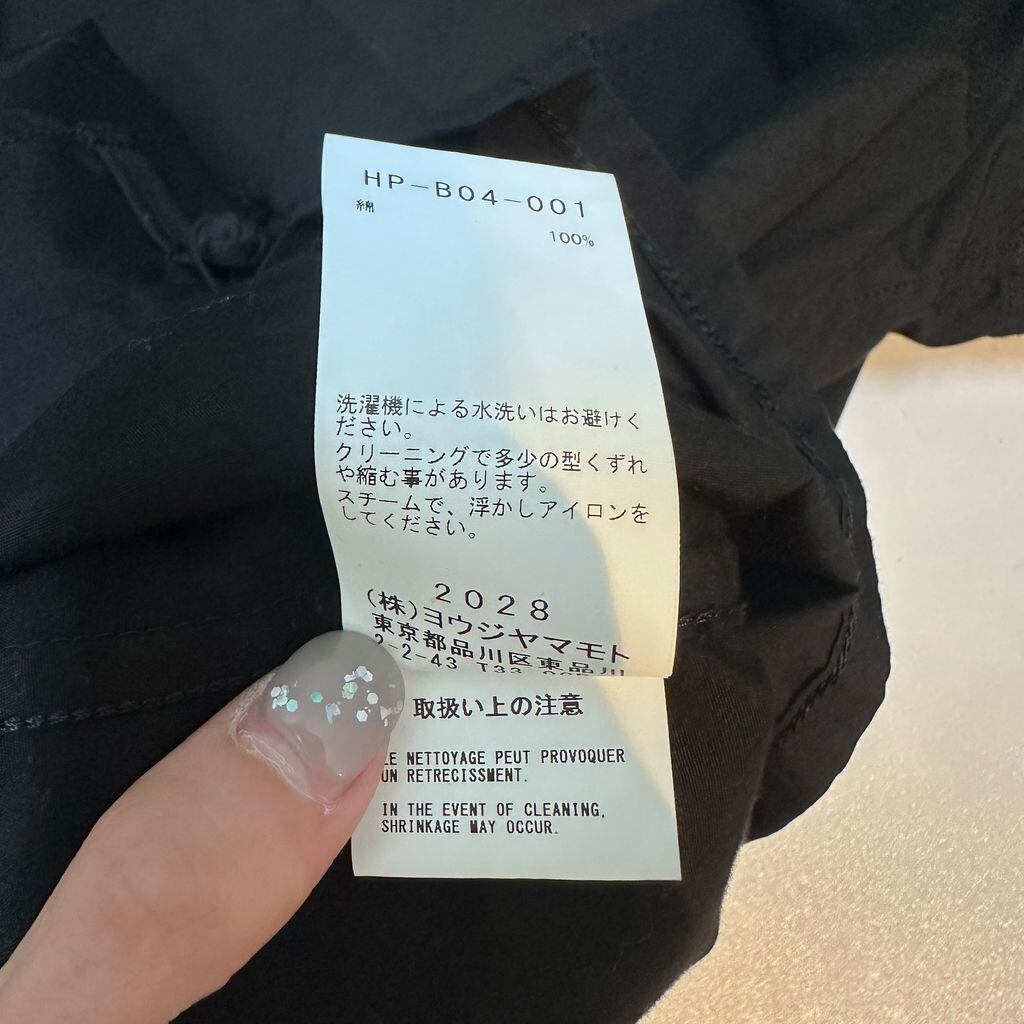 HP-B04-001
綿
100%
洗濯機による水洗いはお避けく
ださい。
クリーニングで多少の型くずれ
や縮む事があります。
スチームで、浮かしアイロンを
してください。
2028
(株)ヨウジヤマモト
東京都品川区東品川
2-2-43
取扱い上の注意
LE NETTOYAGE PEUT PROVOQUER
UN RETRECISSMENT.
IN THE EVENT OF CLEANING,
SHRINKAGE MAY OCCUR.